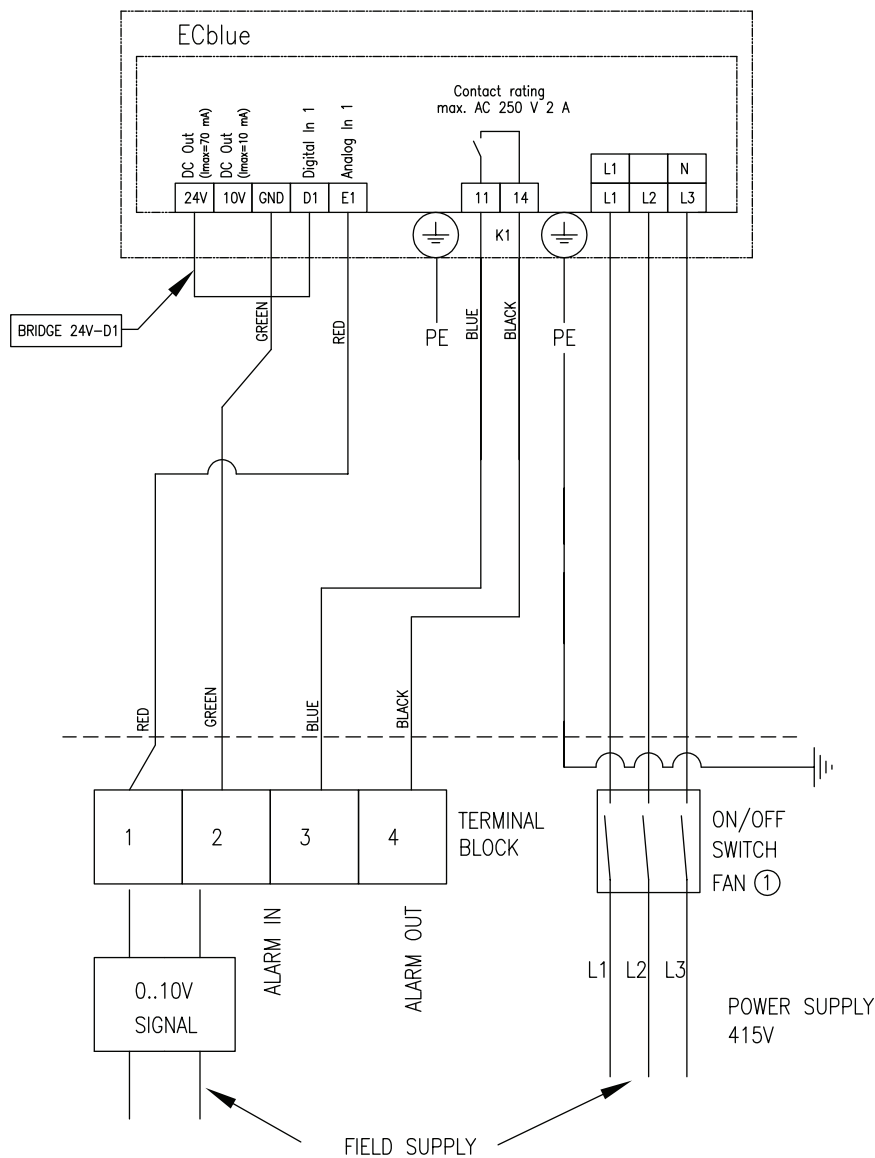 ECblue
Contact rating
max. AC 250 V 2 A
DC Out
(Imax=70 mA)
DC Out
(Imax=10 mA)
Digital In 1
Analog In 1
L1 N
24V 10V GND D1 E1 11 14 L1 L2 L3
K1
BRIDGE 24V-D1
GREEN
RED
PE
BLUE
BLACK
PE
RED
GREEN
BLUE
BLACK
1 2 3 4
TERMINAL
BLOCK
ON/OFF
SWITCH
FAN 1
ALARM IN
ALARM OUT
0..10V
SIGNAL
L1 L2 L3
POWER SUPPLY
415V
FIELD SUPPLY